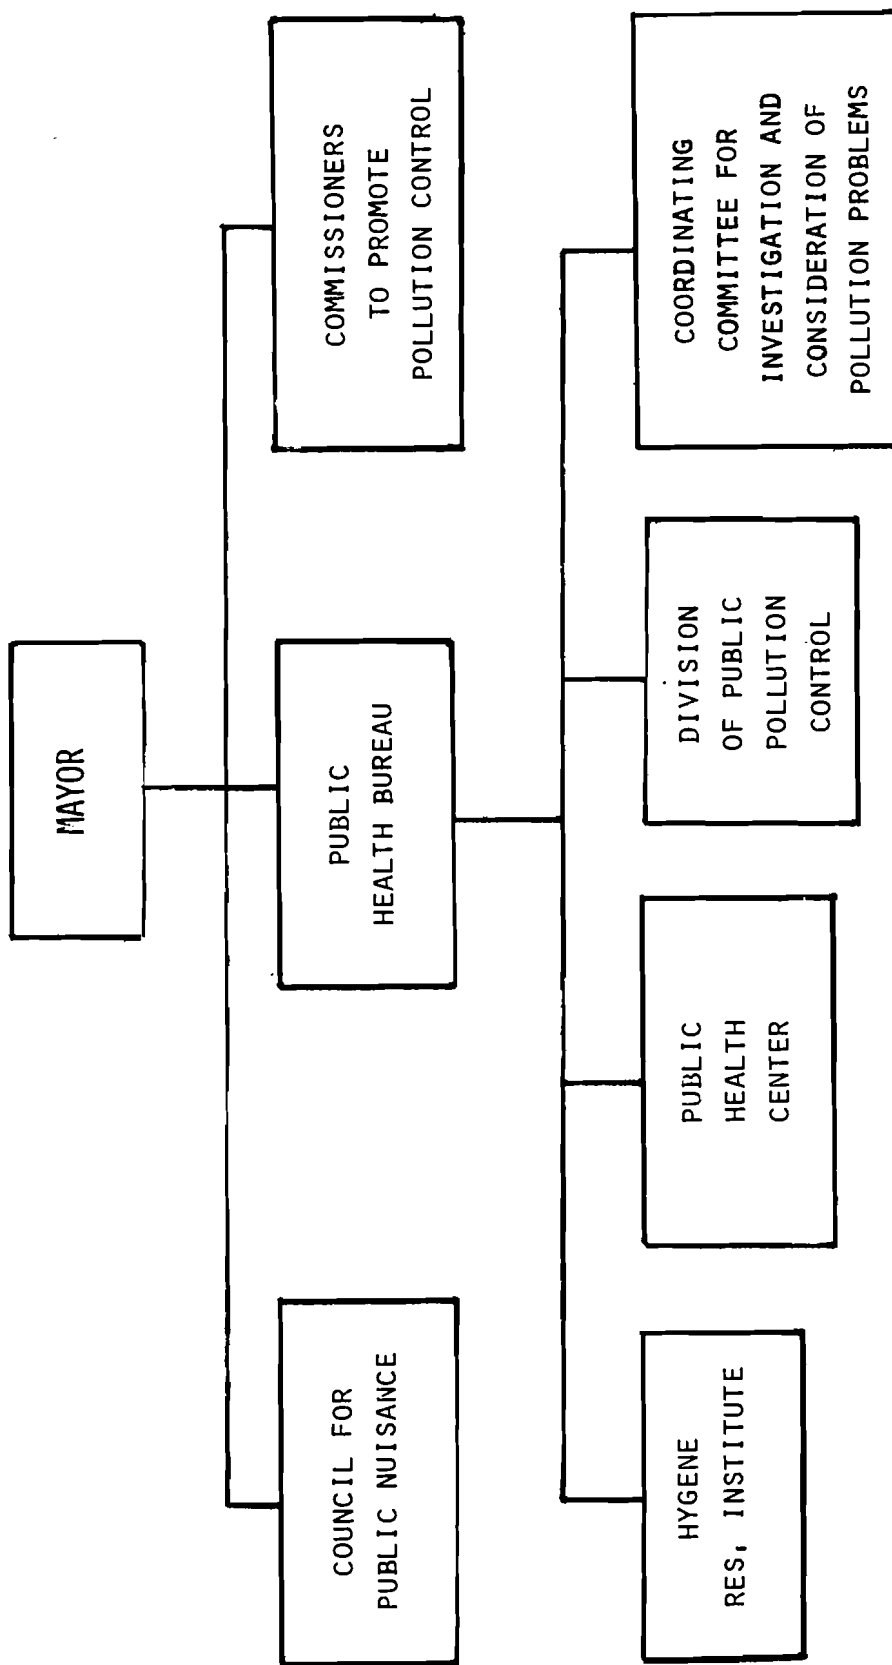 MAYOR
COUNCIL FOR
PUBLIC NUISANCE
PUBLIC
HEALTH BUREAU
COMMISSIONERS
TO PROMOTE
POLLUTION CONTROL
HYGENE
RES, INSTITUTE
PUBLIC
HEALTH
CENTER
DIVISION
OF PUBLIC
POLLUTION
CONTROL
COORDINATING
COMMITTEE FOR
INVESTIGATION AND
CONSIDERATION OF
POLLUTION PROBLEMS